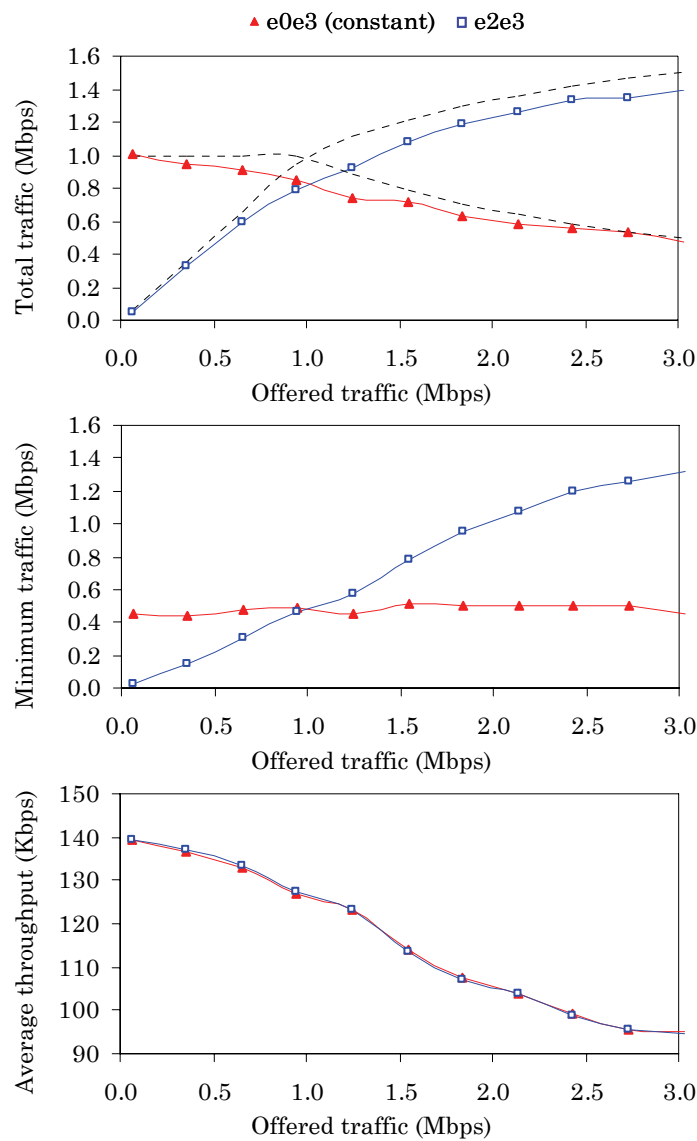 e0e3 (constant) e2e3
Total traffic (Mbps)
1.6
1.4
1.2
1.0
0.8
0.6
0.4
0.2
0.0
0.0 0.5 1.0 1.5 2.0 2.5 3.0
Offered traffic (Mbps)
Minimum traffic (Mbps)
1.6
1.4
1.2
1.0
0.8
0.6
0.4
0.2
0.0
0.0 0.5 1.0 1.5 2.0 2.5 3.0
Offered traffic (Mbps)
Average throughput (Kbps)
150
140
130
120
110
100
90
0.0 0.5 1.0 1.5 2.0 2.5 3.0
Offered traffic (Mbps)